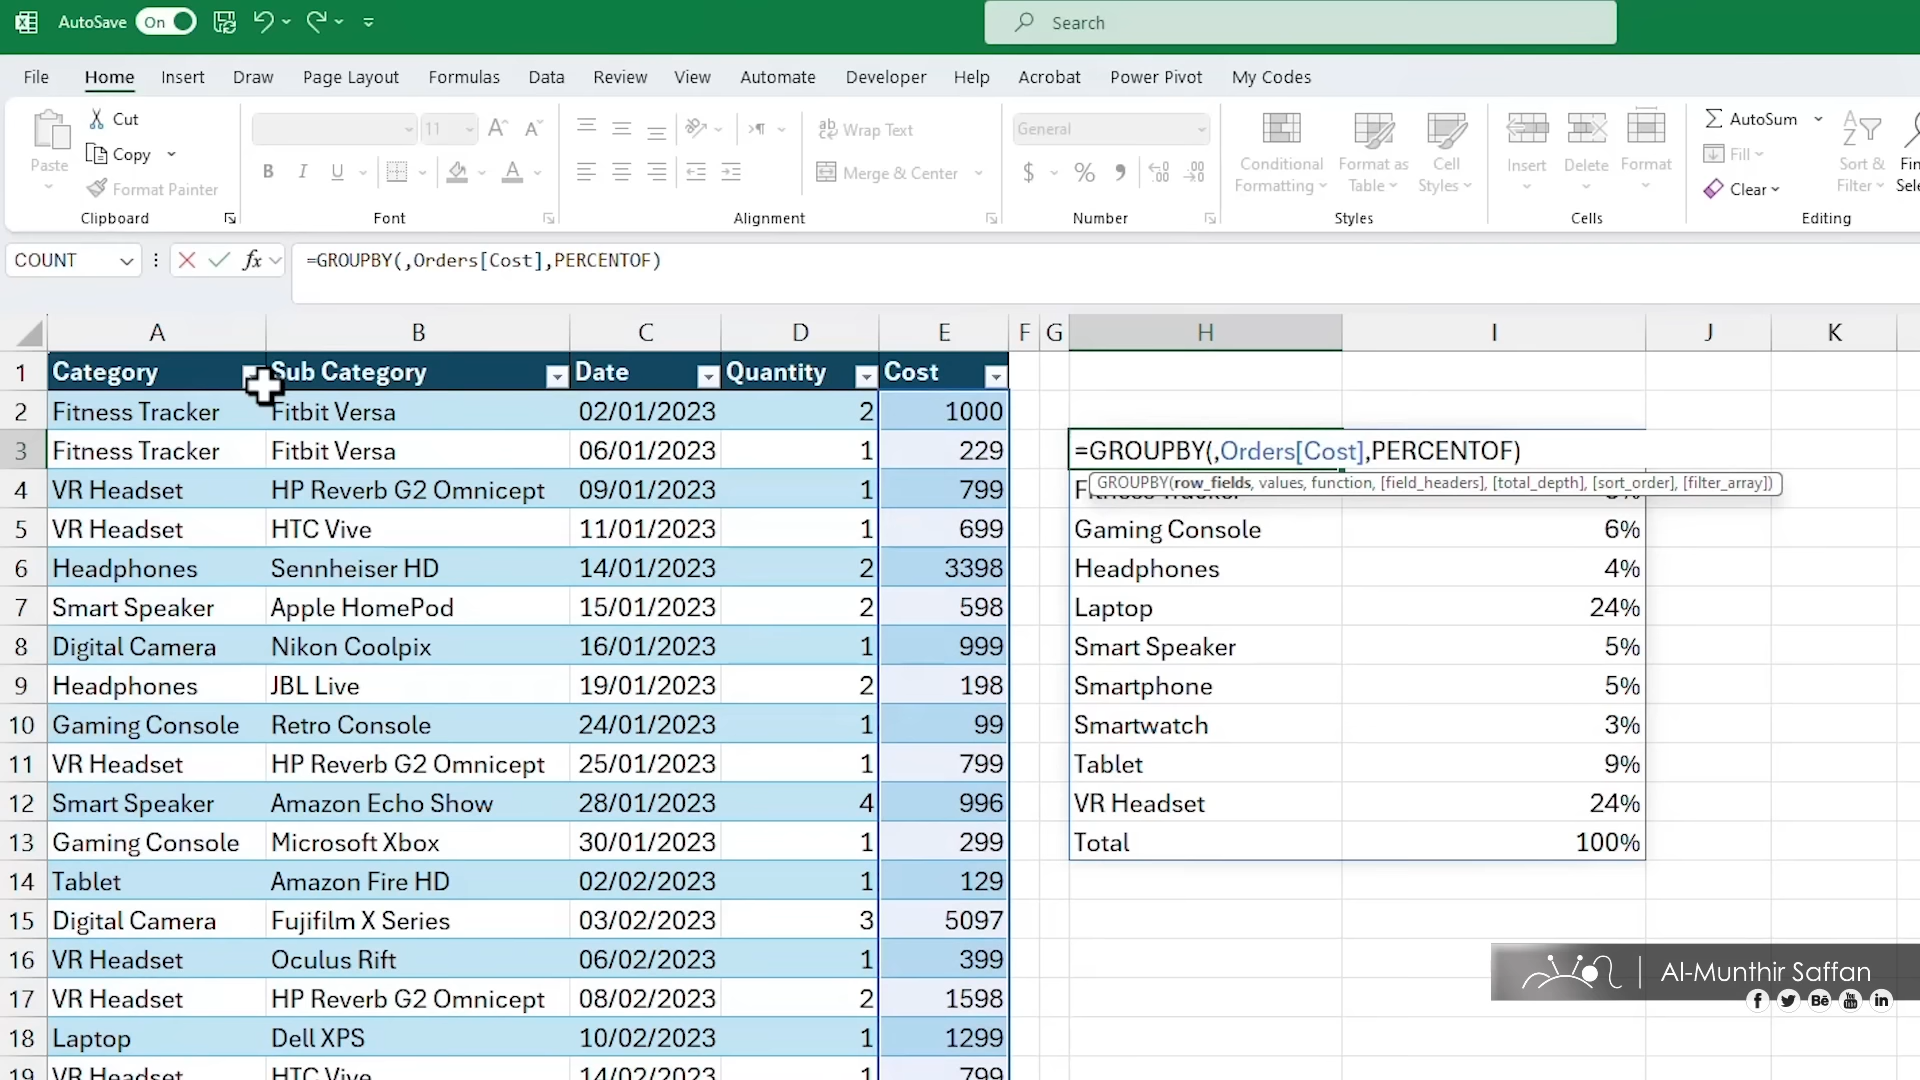 AutoSave On
Search
File Home Insert Draw Page Layout Formulas Data Review View Automate Developer Help Acrobat Power Pivot My Codes
Paste
Cut
Copy
Format Painter
Clipboard
11
B I U
Font
Wrap Text
Merge & Center
Alignment
General
$ %
Number
Conditional Formatting
Format as Table
Cell Styles
Styles
Insert
Delete
Format
Cells
AutoSum
Fill
Clear
Sort & Filter
Editing
COUNT fx =GROUPBY(,Orders[Cost],PERCENTOF)
A B C D E F G H I J K
1 Category Sub Category Date Quantity Cost
2 Fitness Tracker Fitbit Versa 02/01/2023 2 1000
3 Fitness Tracker Fitbit Versa 06/01/2023 1 229 =GROUPBY(,Orders[Cost],PERCENTOF)
GROUPBY(row_fields, values, function, [field_headers], [total_depth], [sort_order], [filter_array])
4 VR Headset HP Reverb G2 Omnicept 09/01/2023 1 799
5 VR Headset HTC Vive 11/01/2023 1 699 Gaming Console 6%
6 Headphones Sennheiser HD 14/01/2023 2 3398 Headphones 4%
7 Smart Speaker Apple HomePod 15/01/2023 2 598 Laptop 24%
8 Digital Camera Nikon Coolpix 16/01/2023 1 999 Smart Speaker 5%
9 Headphones JBL Live 19/01/2023 2 198 Smartphone 5%
10 Gaming Console Retro Console 24/01/2023 1 99 Smartwatch 3%
11 VR Headset HP Reverb G2 Omnicept 25/01/2023 1 799 Tablet 9%
12 Smart Speaker Amazon Echo Show 28/01/2023 4 996 VR Headset 24%
13 Gaming Console Microsoft Xbox 30/01/2023 1 299 Total 100%
14 Tablet Amazon Fire HD 02/02/2023 1 129
15 Digital Camera Fujifilm X Series 03/02/2023 3 5097
16 VR Headset Oculus Rift 06/02/2023 1 399
17 VR Headset HP Reverb G2 Omnicept 08/02/2023 2 1598
18 Laptop Dell XPS 10/02/2023 1 1299
19 VR Headset HTC Vive 14/02/2023 1 799
Al-Munthir Saffan